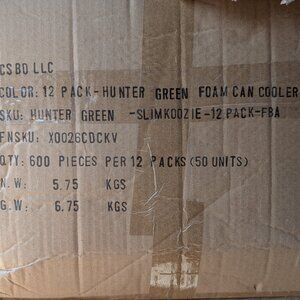 CSBD LLC
COLOR: 12 PACK-HUNTER GREEN FOAM CAN COOLER
SKU: HUNTER GREEN -SLIMKOOZIE-12 PACK-FBA
FNSKU: X0026CDCKV
QTY: 600 PIECES PER 12 PACKS (50 UNITS)
N.W: 5.75 KGS
G.W: 6.75 KGS